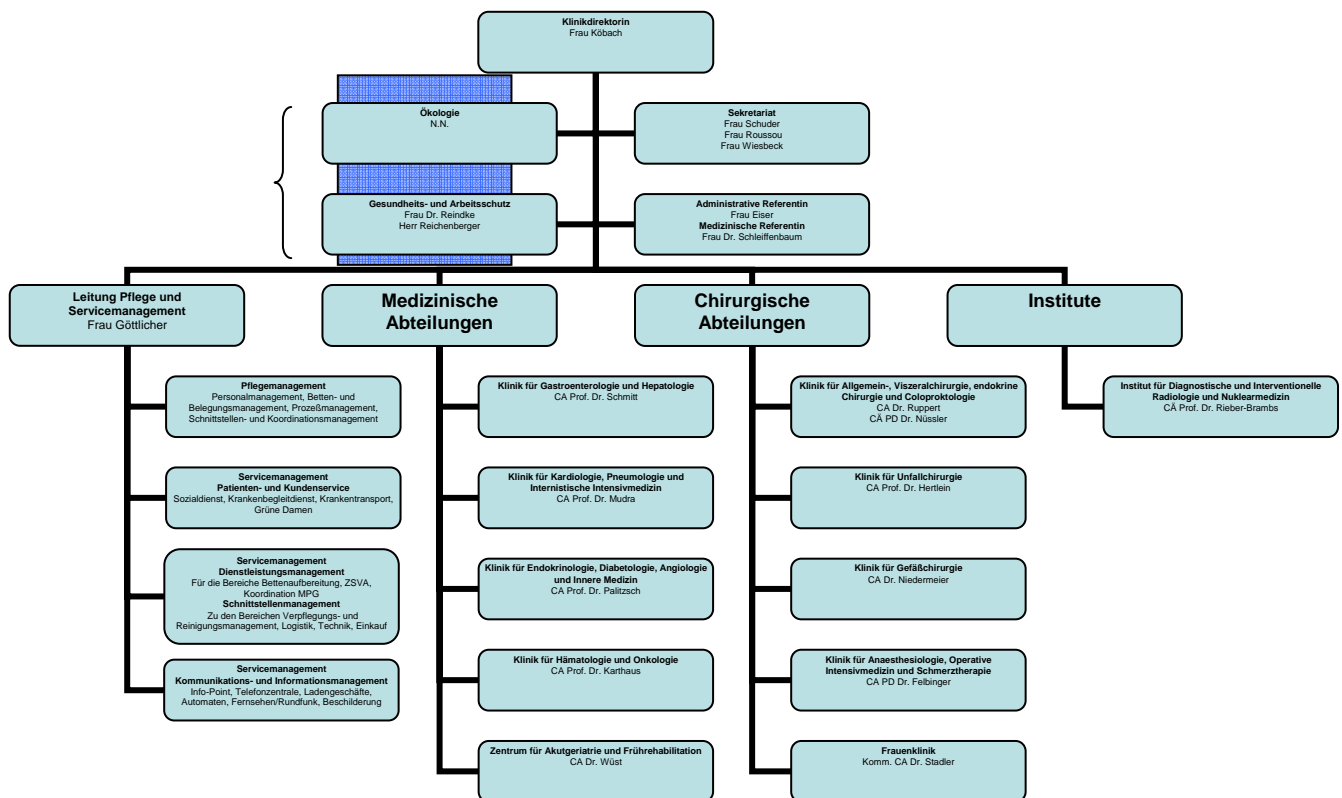 Klinikdirektorin
Frau Köbach
Ökologie
N.N.
Sekretariat
Frau Schuder
Frau Roussou
Frau Wiesbeck
Gesundheits- und Arbeitsschutz
Frau Dr. Reindke
Herr Reichenberger
Administrative Referentin
Frau Eiser
Medizinische Referentin
Frau Dr. Schleiffenbaum
Leitung Pflege und
Servicemanagement
Frau Göttlicher
Medizinische
Abteilungen
Chirurgische
Abteilungen
Institute
Pflegemanagement
Personalmanagement, Betten- und
Belegungsmanagement, Prozeßmanagement,
Schnittstellen- und Koordinationsmanagement
Servicemanagement
Patienten- und Kundenservice
Sozialdienst, Krankenbegleitdienst, Krankentransport,
Grüne Damen
Servicemanagement
Dienstleistungsmanagement
Für die Bereiche Bettenaufbereitung, ZSVA,
Koordination MPG
Schnittstellenmanagement
Zu den Bereichen Verpflegungs- und
Reinigungsmanagement, Logistik, Technik, Einkauf
Servicemanagement
Kommunikations- und Informationsmanagement
Info-Point, Telefonzentrale, Ladengeschäfte,
Automaten, Fernsehen/Rundfunk, Beschilderung
Klinik für Gastroenterologie und Hepatologie
CA Prof. Dr. Schmitt
Klinik für Kardiologie, Pneumologie und
Internistische Intensivmedizin
CA Prof. Dr. Mudra
Klinik für Endokrinologie, Diabetologie, Angiologie
und Innere Medizin
CA Prof. Dr. Palitzsch
Klinik für Hämatologie und Onkologie
CA Prof. Dr. Karthaus
Zentrum für Akutgeriatrie und Frührehabilitation
CA Dr. Wüst
Klinik für Allgemein-, Viszeralchirurgie, endokrine
Chirurgie und Coloproktologie
CA Dr. Ruppert
CÄ PD Dr. Nüssler
Klinik für Unfallchirurgie
CA Prof. Dr. Hertlein
Klinik für Gefäßchirurgie
CA Dr. Niedermeier
Klinik für Anaesthesiologie, Operative
Intensivmedizin und Schmerztherapie
CA PD Dr. Felbinger
Frauenklinik
Komm. CA Dr. Stadler
Institut für Diagnostische und Interventionelle
Radiologie und Nuklearmedizin
CÄ Prof. Dr. Rieber-Brambs